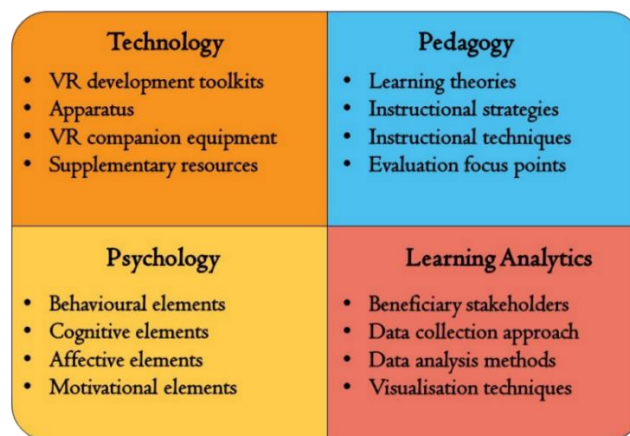 Technology
• VR development toolkits
• Apparatus
• VR companion equipment
• Supplementary resources
Pedagogy
• Learning theories
• Instructional strategies
• Instructional techniques
• Evaluation focus points
Psychology
• Behavioural elements
• Cognitive elements
• Affective elements
• Motivational elements
Learning Analytics
• Beneficiary stakeholders
• Data collection approach
• Data analysis methods
• Visualisation techniques